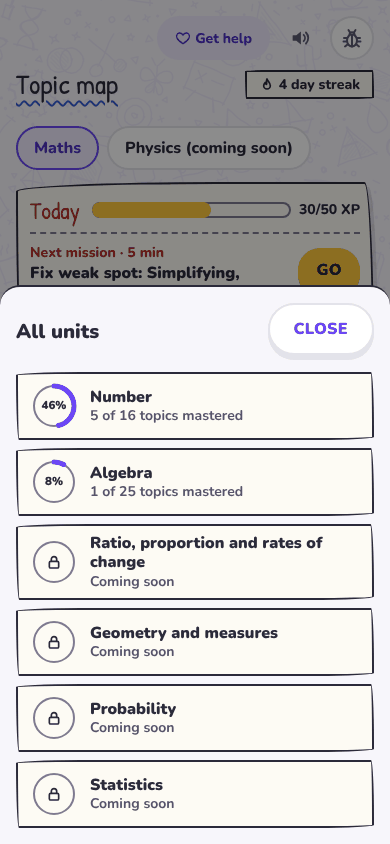 Get help
Topic map
4 day streak
Maths
Physics (coming soon)
Today
30/50 XP
Next mission · 5 min
Fix weak spot: Simplifying,
GO
All units
CLOSE
46%
Number
5 of 16 topics mastered
8%
Algebra
1 of 25 topics mastered
Ratio, proportion and rates of
change
Coming soon
Geometry and measures
Coming soon
Probability
Coming soon
Statistics
Coming soon